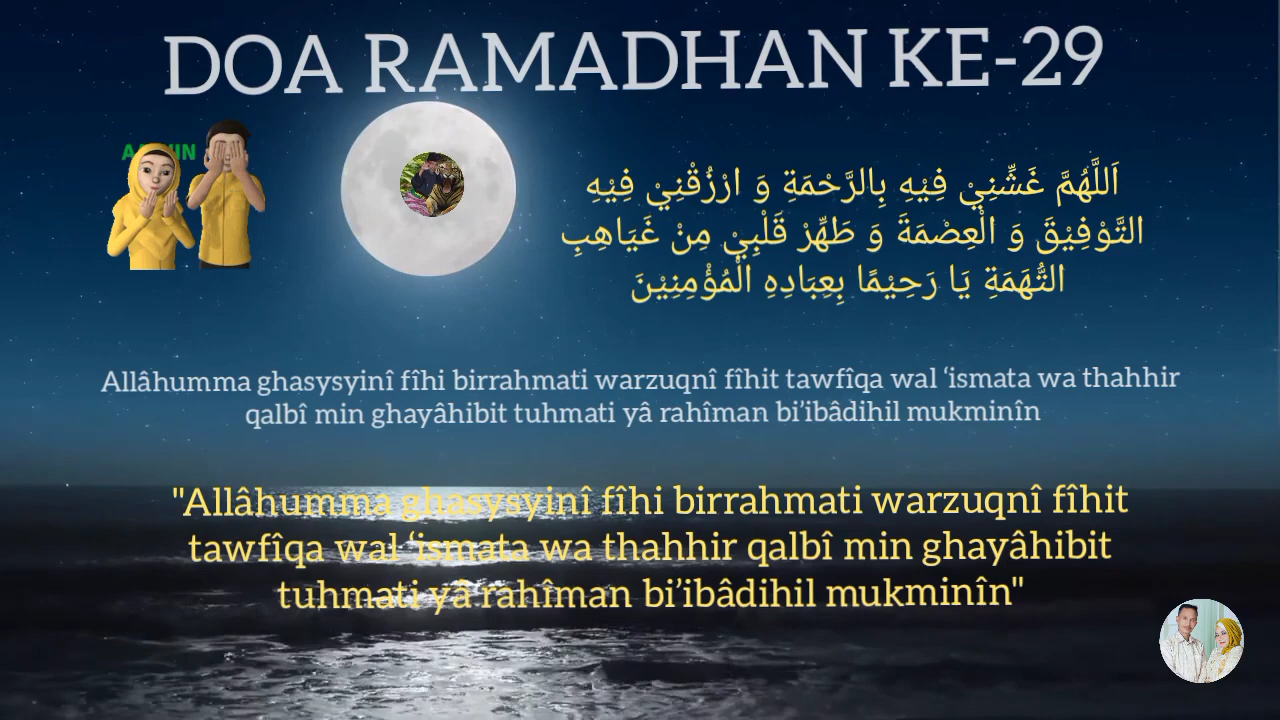 DOA RAMADHAN KE-29
اَللَّهُمَّ غَشِّنِيْ فِيْهِ بِالرَّحْمَةِ وَ ارْزُقْنِيْ فِيْهِ
التَّوْفِيْقَ وَ الْعِصْمَةَ وَ طَهِّرْ قَلْبِيْ مِنْ غَيَاهِبِ
التُّهَمَةِ يَا رَحِيْمًا بِعِبَادِهِ الْمُؤْمِنِيْنَ
Allâhumma ghasysyinî fîhi birrahmati warzuqnî fîhit tawfîqa wal ‘ismata wa thahhir
qalbî min ghayâhibit tuhmati yâ rahîman bi’ibâdihil mukminîn
"Allâhumma ghasysyinî fîhi birrahmati warzuqnî fîhit
tawfîqa wal ‘ismata wa thahhir qalbî min ghayâhibit
tuhmati yâ rahîman bi’ibâdihil mukminîn"